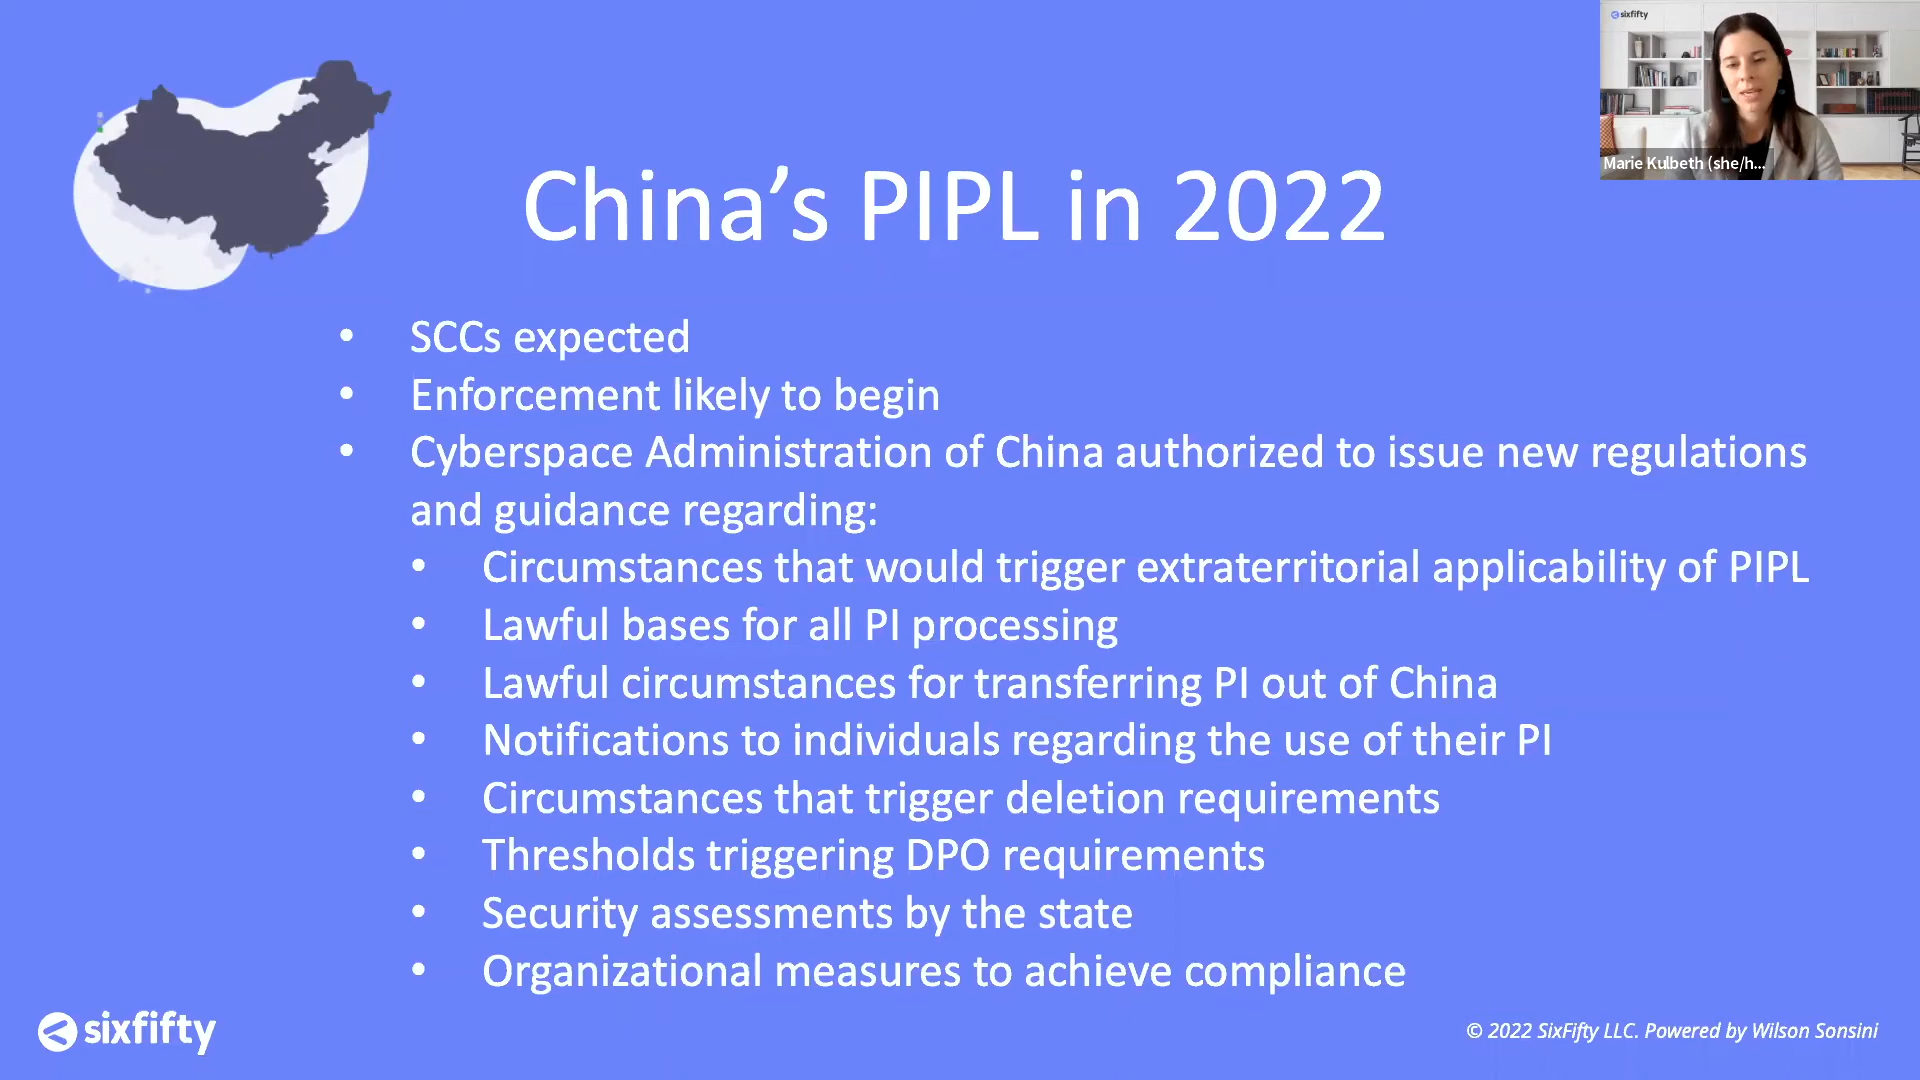 sixfifty
Marie Kulbeth (she/h...
China’s PIPL in 2022
• SCCs expected
• Enforcement likely to begin
• Cyberspace Administration of China authorized to issue new regulations
and guidance regarding:
• Circumstances that would trigger extraterritorial applicability of PIPL
• Lawful bases for all PI processing
• Lawful circumstances for transferring PI out of China
• Notifications to individuals regarding the use of their PI
• Circumstances that trigger deletion requirements
• Thresholds triggering DPO requirements
• Security assessments by the state
• Organizational measures to achieve compliance
sixfifty
© 2022 SixFifty LLC. Powered by Wilson Sonsini